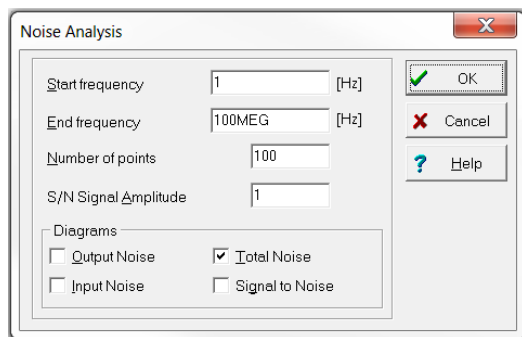 Noise Analysis
Start frequency 1 [Hz] OK
End frequency 100MEG [Hz] Cancel
Number of points 100 ? Help
S/N Signal Amplitude 1
Diagrams
Output Noise Total Noise
Input Noise Signal to Noise